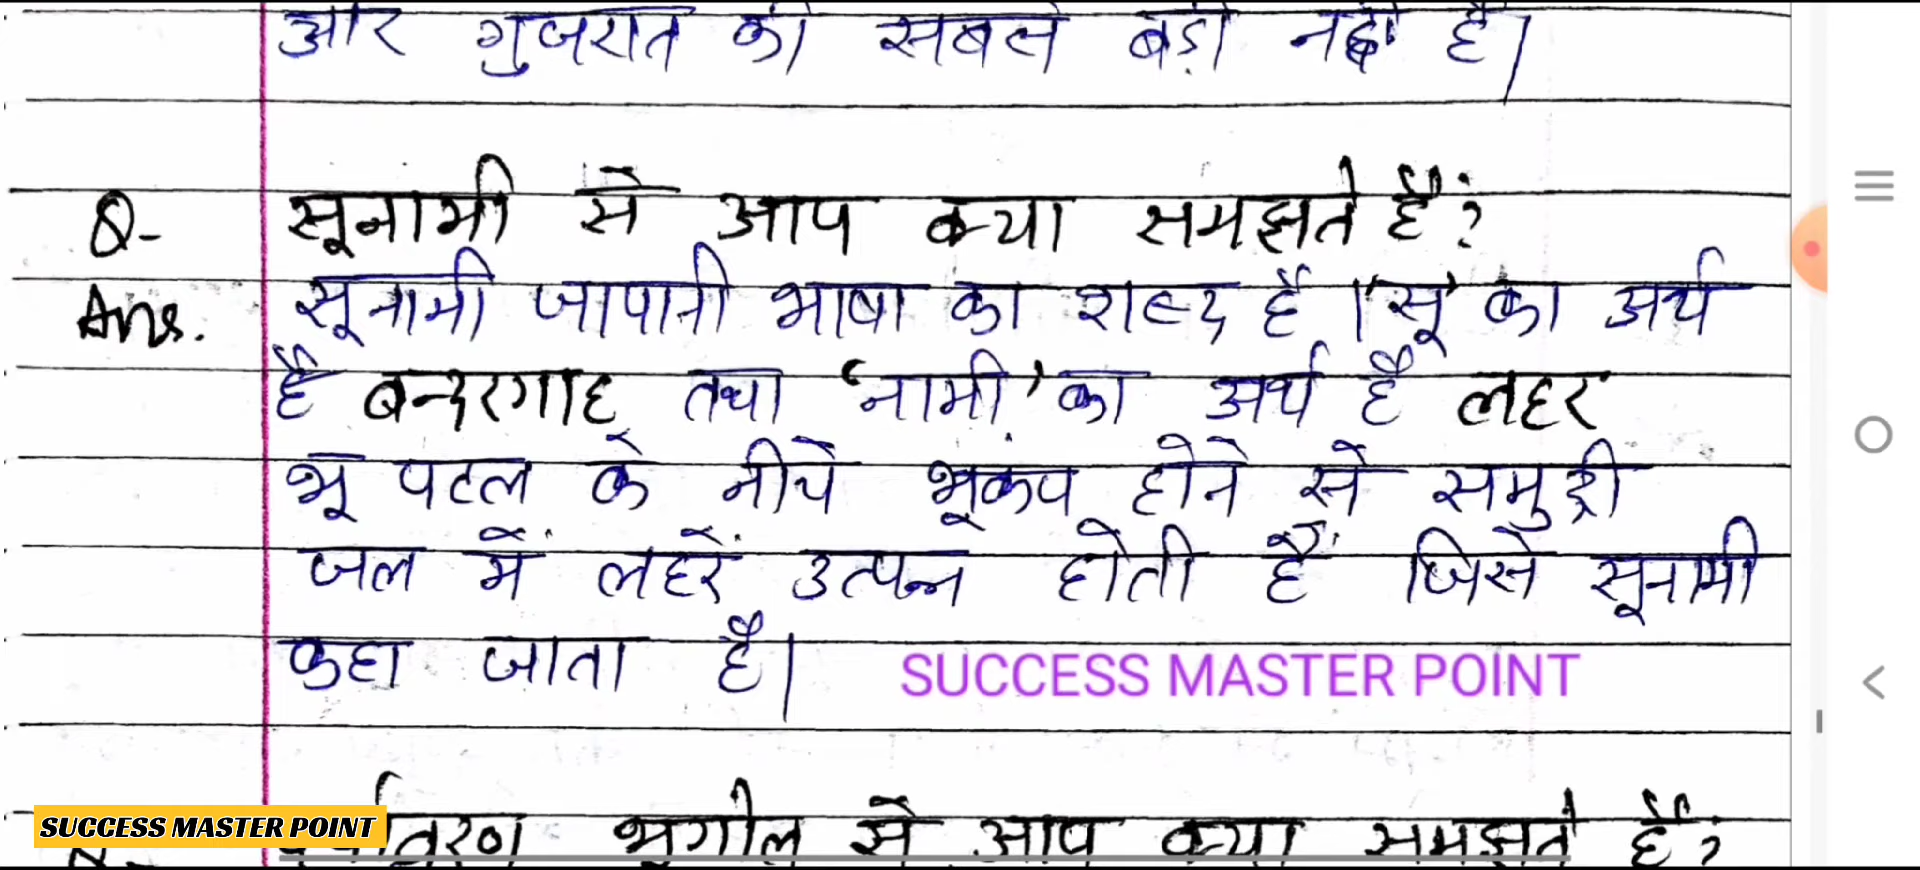 और गुजरात की सबसे बड़ी नदी है।
Q- सूनामी से आप क्या समझते हैं?
Ans. सूनामी जापानी भाषा का शब्द है। 'सू' का अर्थ
है बन्दरगाह तथा 'नामी' का अर्थ है लहर
भू पटल के नीचे भूकंप होने से समुद्री
जल में लहरें उत्पन्न होती हैं जिसे सूनामी
कहा जाता है।
SUCCESS MASTER POINT
SUCCESS MASTER POINT
भूगोल से आप क्या समझते हैं?